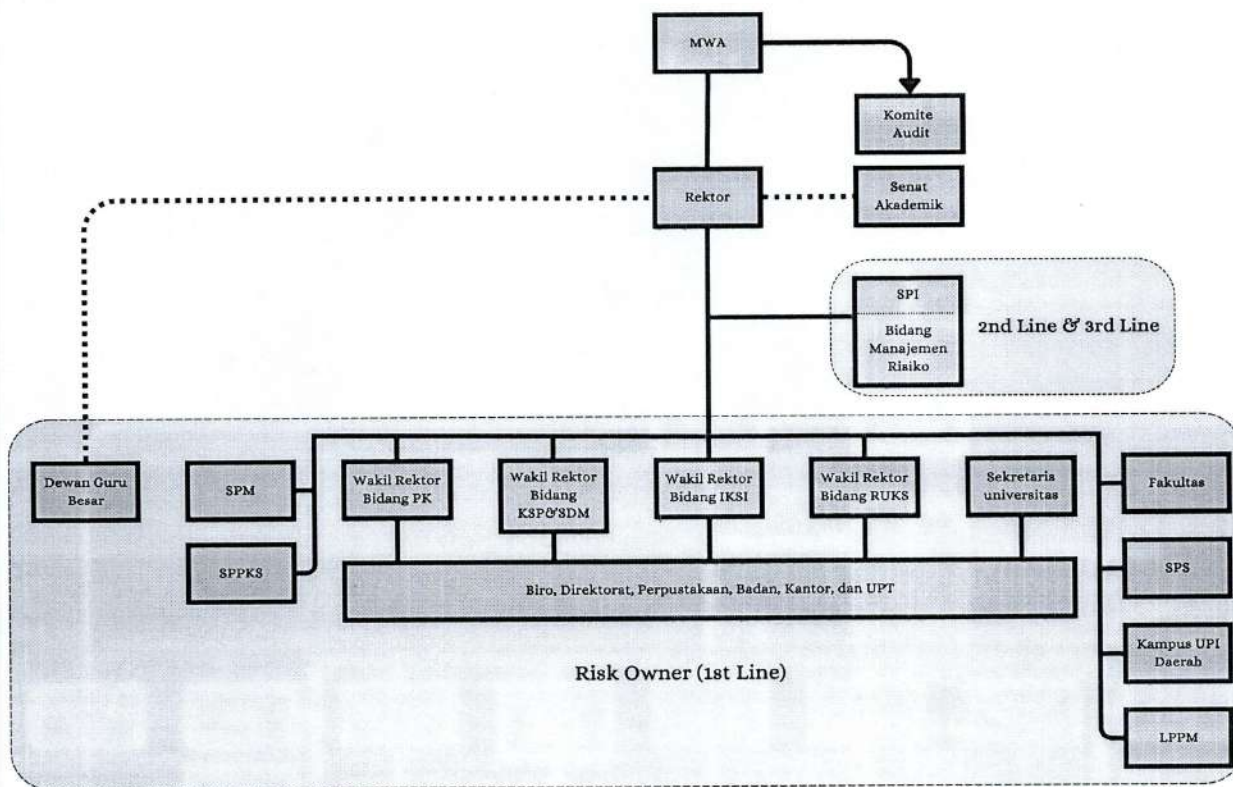 MWA
Komite
Audit
Rektor
Senat
Akademik
SPI
Bidang
Manajemen
Risiko
2nd Line & 3rd Line
Dewan Guru
Besar
SPM
SPPKS
Wakil Rektor
Bidang PK
Wakil Rektor
Bidang
KSP&SDM
Wakil Rektor
Bidang IKSI
Wakil Rektor
Bidang RUKS
Sekretaris
universitas
Fakultas
SPS
Kampus UPI
Daerah
LPPM
Biro, Direktorat, Perpustakaan, Badan, Kantor, dan UPT
Risk Owner (1st Line)